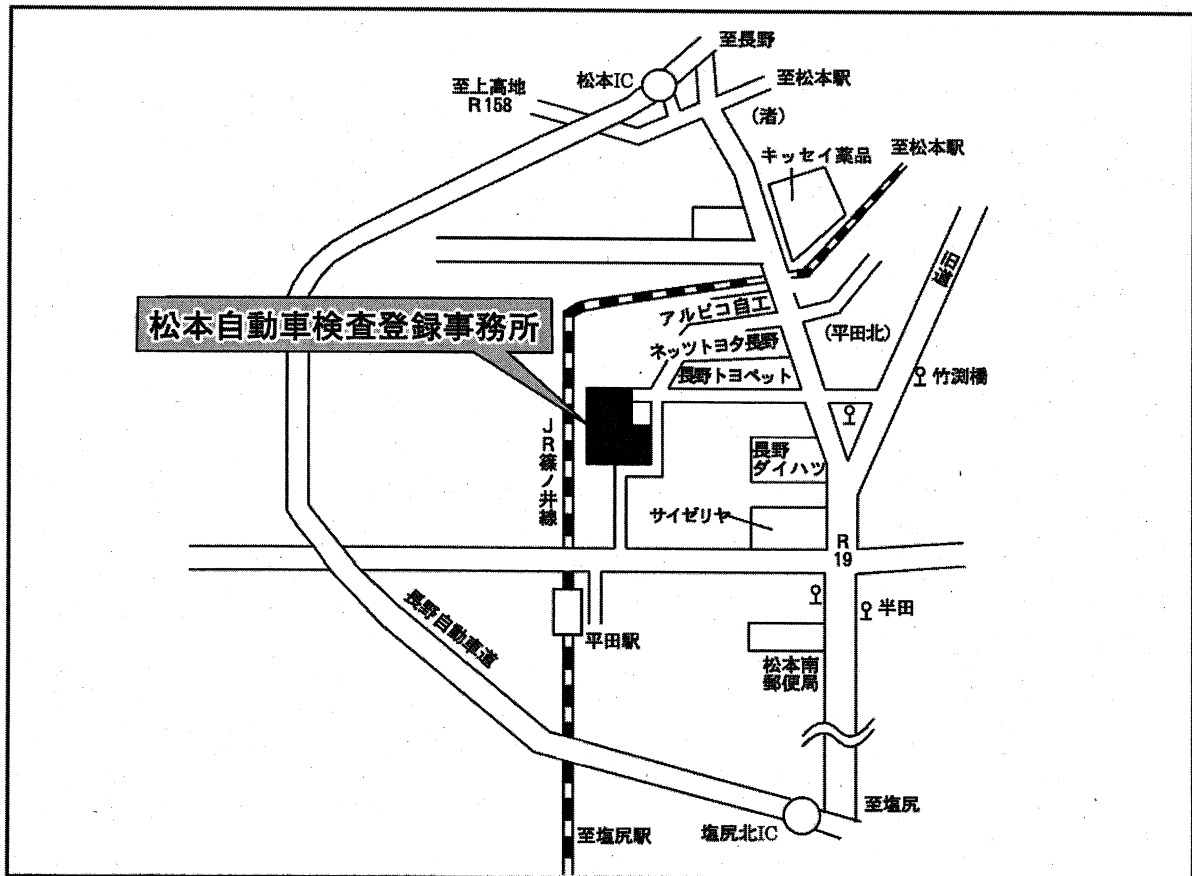 至長野
松本IC
至上高地
R158
至松本駅
(渚)
キッセイ薬品
至松本駅
旧道
アルピコ自工
松本自動車検査登録事務所
(平田北)
ネッツトヨタ長野
長野トヨペット
竹渕橋
JR篠ノ井線
長野
ダイハツ
サイゼリヤ
R
19
長野自動車道
半田
平田駅
松本南
郵便局
至塩尻
塩尻北IC
至塩尻駅